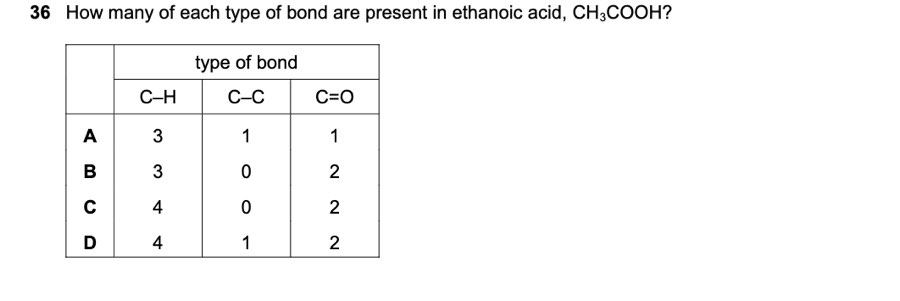 36 How many of each type of bond are present in ethanoic acid, CH₃COOH?
type of bond
C–H C–C C=O
A 3 1 1
B 3 0 2
C 4 0 2
D 4 1 2